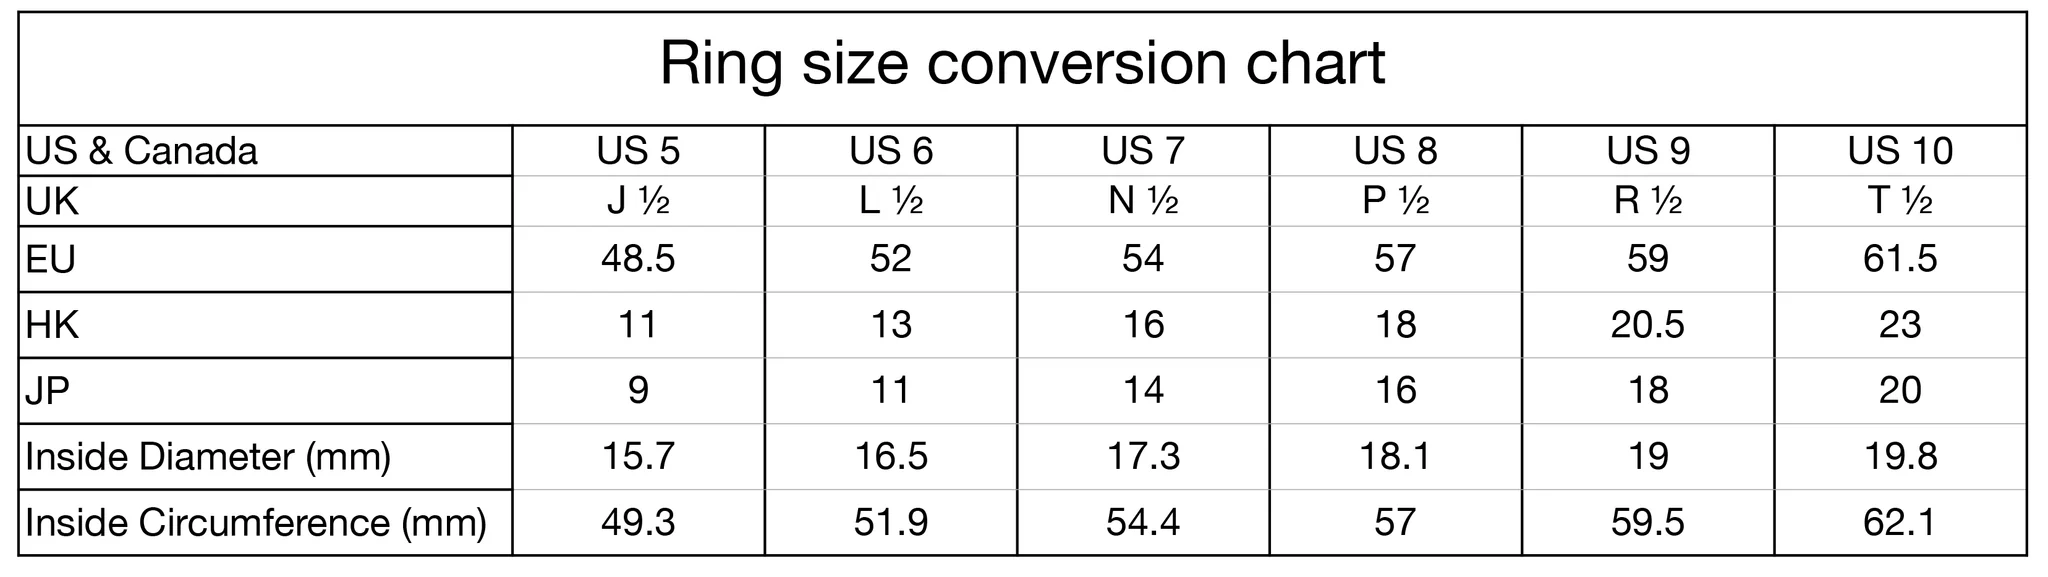 Ring size conversion chart
US & Canada US 5 US 6 US 7 US 8 US 9 US 10
UK J ½ L ½ N ½ P ½ R ½ T ½
EU 48.5 52 54 57 59 61.5
HK 11 13 16 18 20.5 23
JP 9 11 14 16 18 20
Inside Diameter (mm) 15.7 16.5 17.3 18.1 19 19.8
Inside Circumference (mm) 49.3 51.9 54.4 57 59.5 62.1